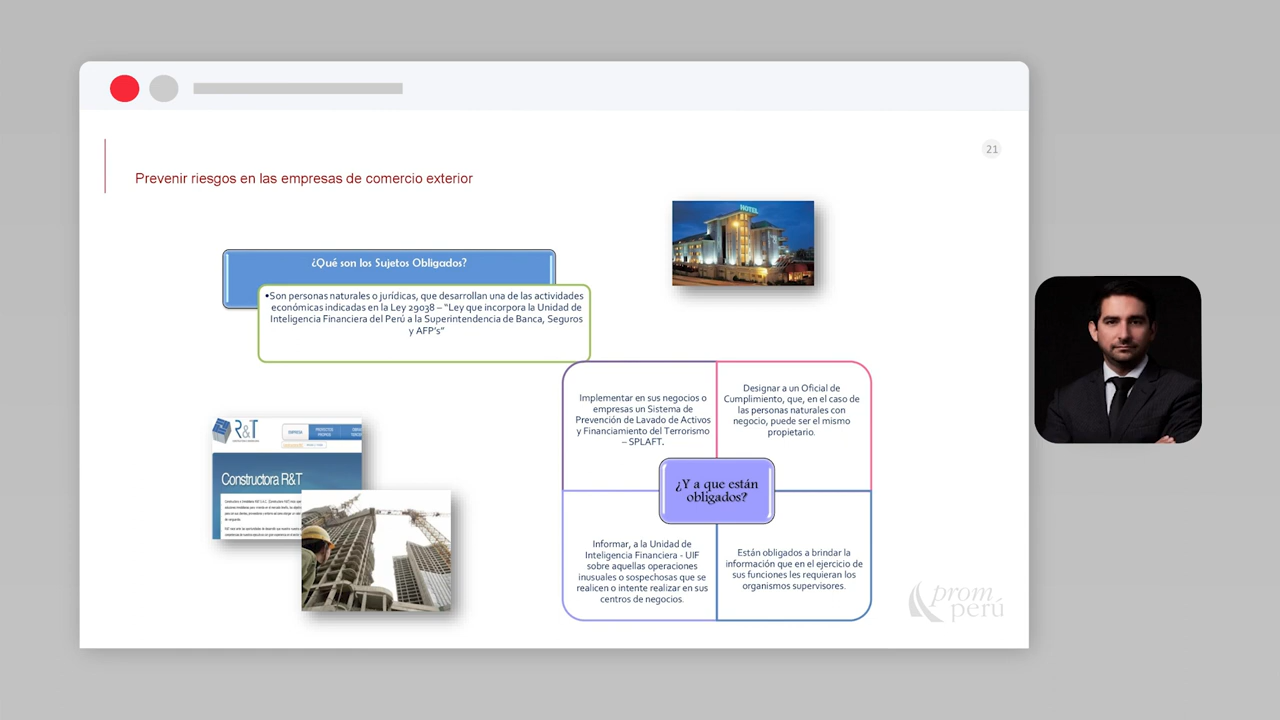 21
Prevenir riesgos en las empresas de comercio exterior
HOTEL
¿Qué son los Sujetos Obligados?
•Son personas naturales o jurídicas, que desarrollan una de las actividades
económicas indicadas en la Ley 29038 – “Ley que incorpora la Unidad de
Inteligencia Financiera del Perú a la Superintendencia de Banca, Seguros
y AFP’s”
Implementar en sus negocios o
empresas un Sistema de
Prevención de Lavado de Activos
y Financiamiento del Terrorismo
– SPLAFT.
Designar a un Oficial de
Cumplimiento, que, en el caso de
las personas naturales con
negocio, puede ser el mismo
propietario.
¿Y a que están
obligados?
Informar, a la Unidad de
Inteligencia Financiera - UIF
sobre aquellas operaciones
inusuales o sospechosas que se
realicen o intente realizar en sus
centros de negocios.
Están obligados a brindar la
información que en el ejercicio de
sus funciones les requieran los
organismos supervisores.
R&T
EMPRESA
Constructora R&T
prom
perú